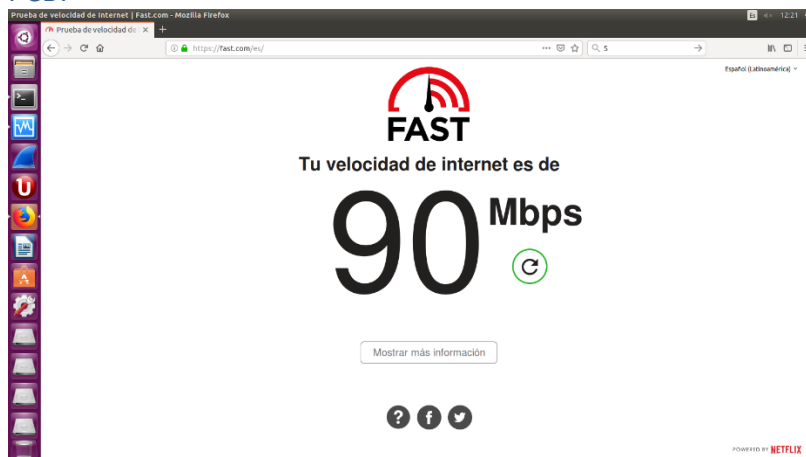 Prueba de velocidad de Internet | Fast.com - Mozilla Firefox
Es 12:21
Prueba de velocidad de
https://fast.com/es/
s
Español (Latinoamérica)
FAST
Tu velocidad de internet es de
90 Mbps
Mostrar más información
POWERED BY NETFLIX